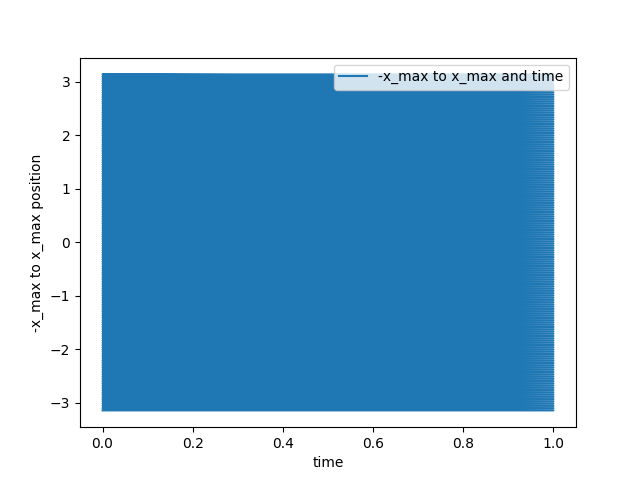 -x_max to x_max and time
3
2
1
0
−1
−2
−3
-x_max to x_max position
0.0 0.2 0.4 0.6 0.8 1.0
time